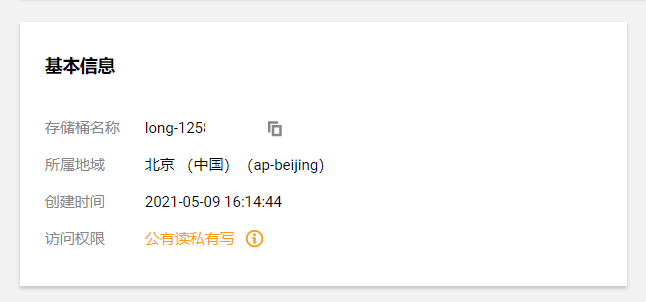 基本信息
存储桶名称 long-1258
所属地域 北京 （中国）（ap-beijing）
创建时间 2021-05-09 16:14:44
访问权限 公有读私有写